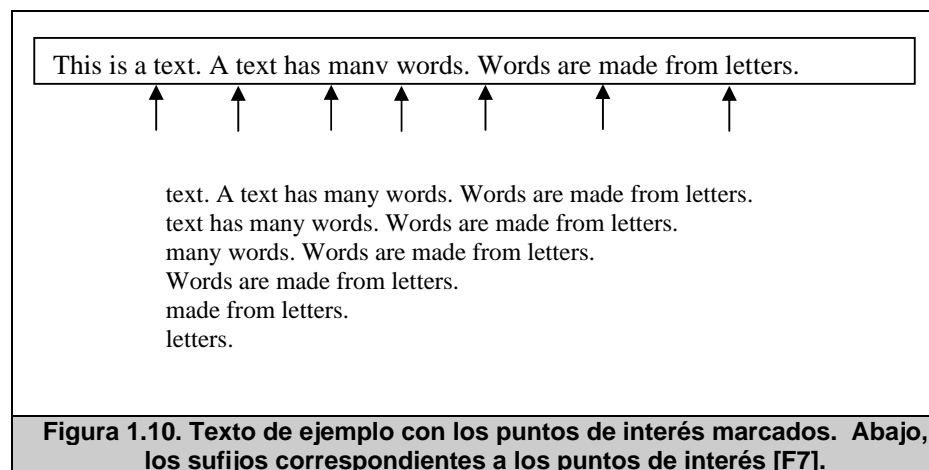 This is a text. A text has many words. Words are made from letters.
text. A text has many words. Words are made from letters.
text has many words. Words are made from letters.
many words. Words are made from letters.
Words are made from letters.
made from letters.
letters.
Figura 1.10. Texto de ejemplo con los puntos de interés marcados. Abajo,
los sufijos correspondientes a los puntos de interés [F7].